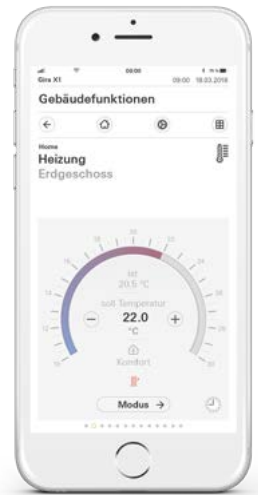 09:00
Gira X1
09:00 18.03.2018
Gebäudefunktionen
Home
Heizung
Erdgeschoss
20
Ist
20.5 °C
soll Temperatur
22.0
°C
Komfort
Modus →